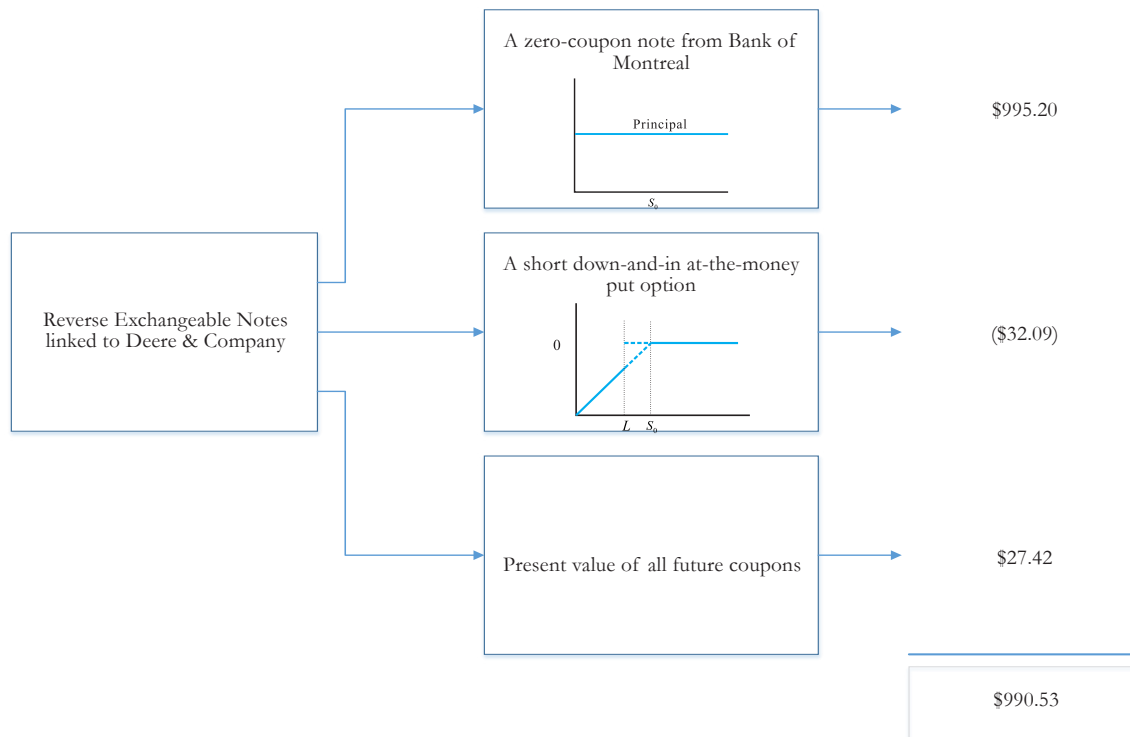 A zero-coupon note from Bank of
Montreal
Principal
S₀
$995.20
Reverse Exchangeable Notes
linked to Deere & Company
A short down-and-in at-the-money
put option
0
L S₀
($32.09)
Present value of all future coupons
$27.42
$990.53